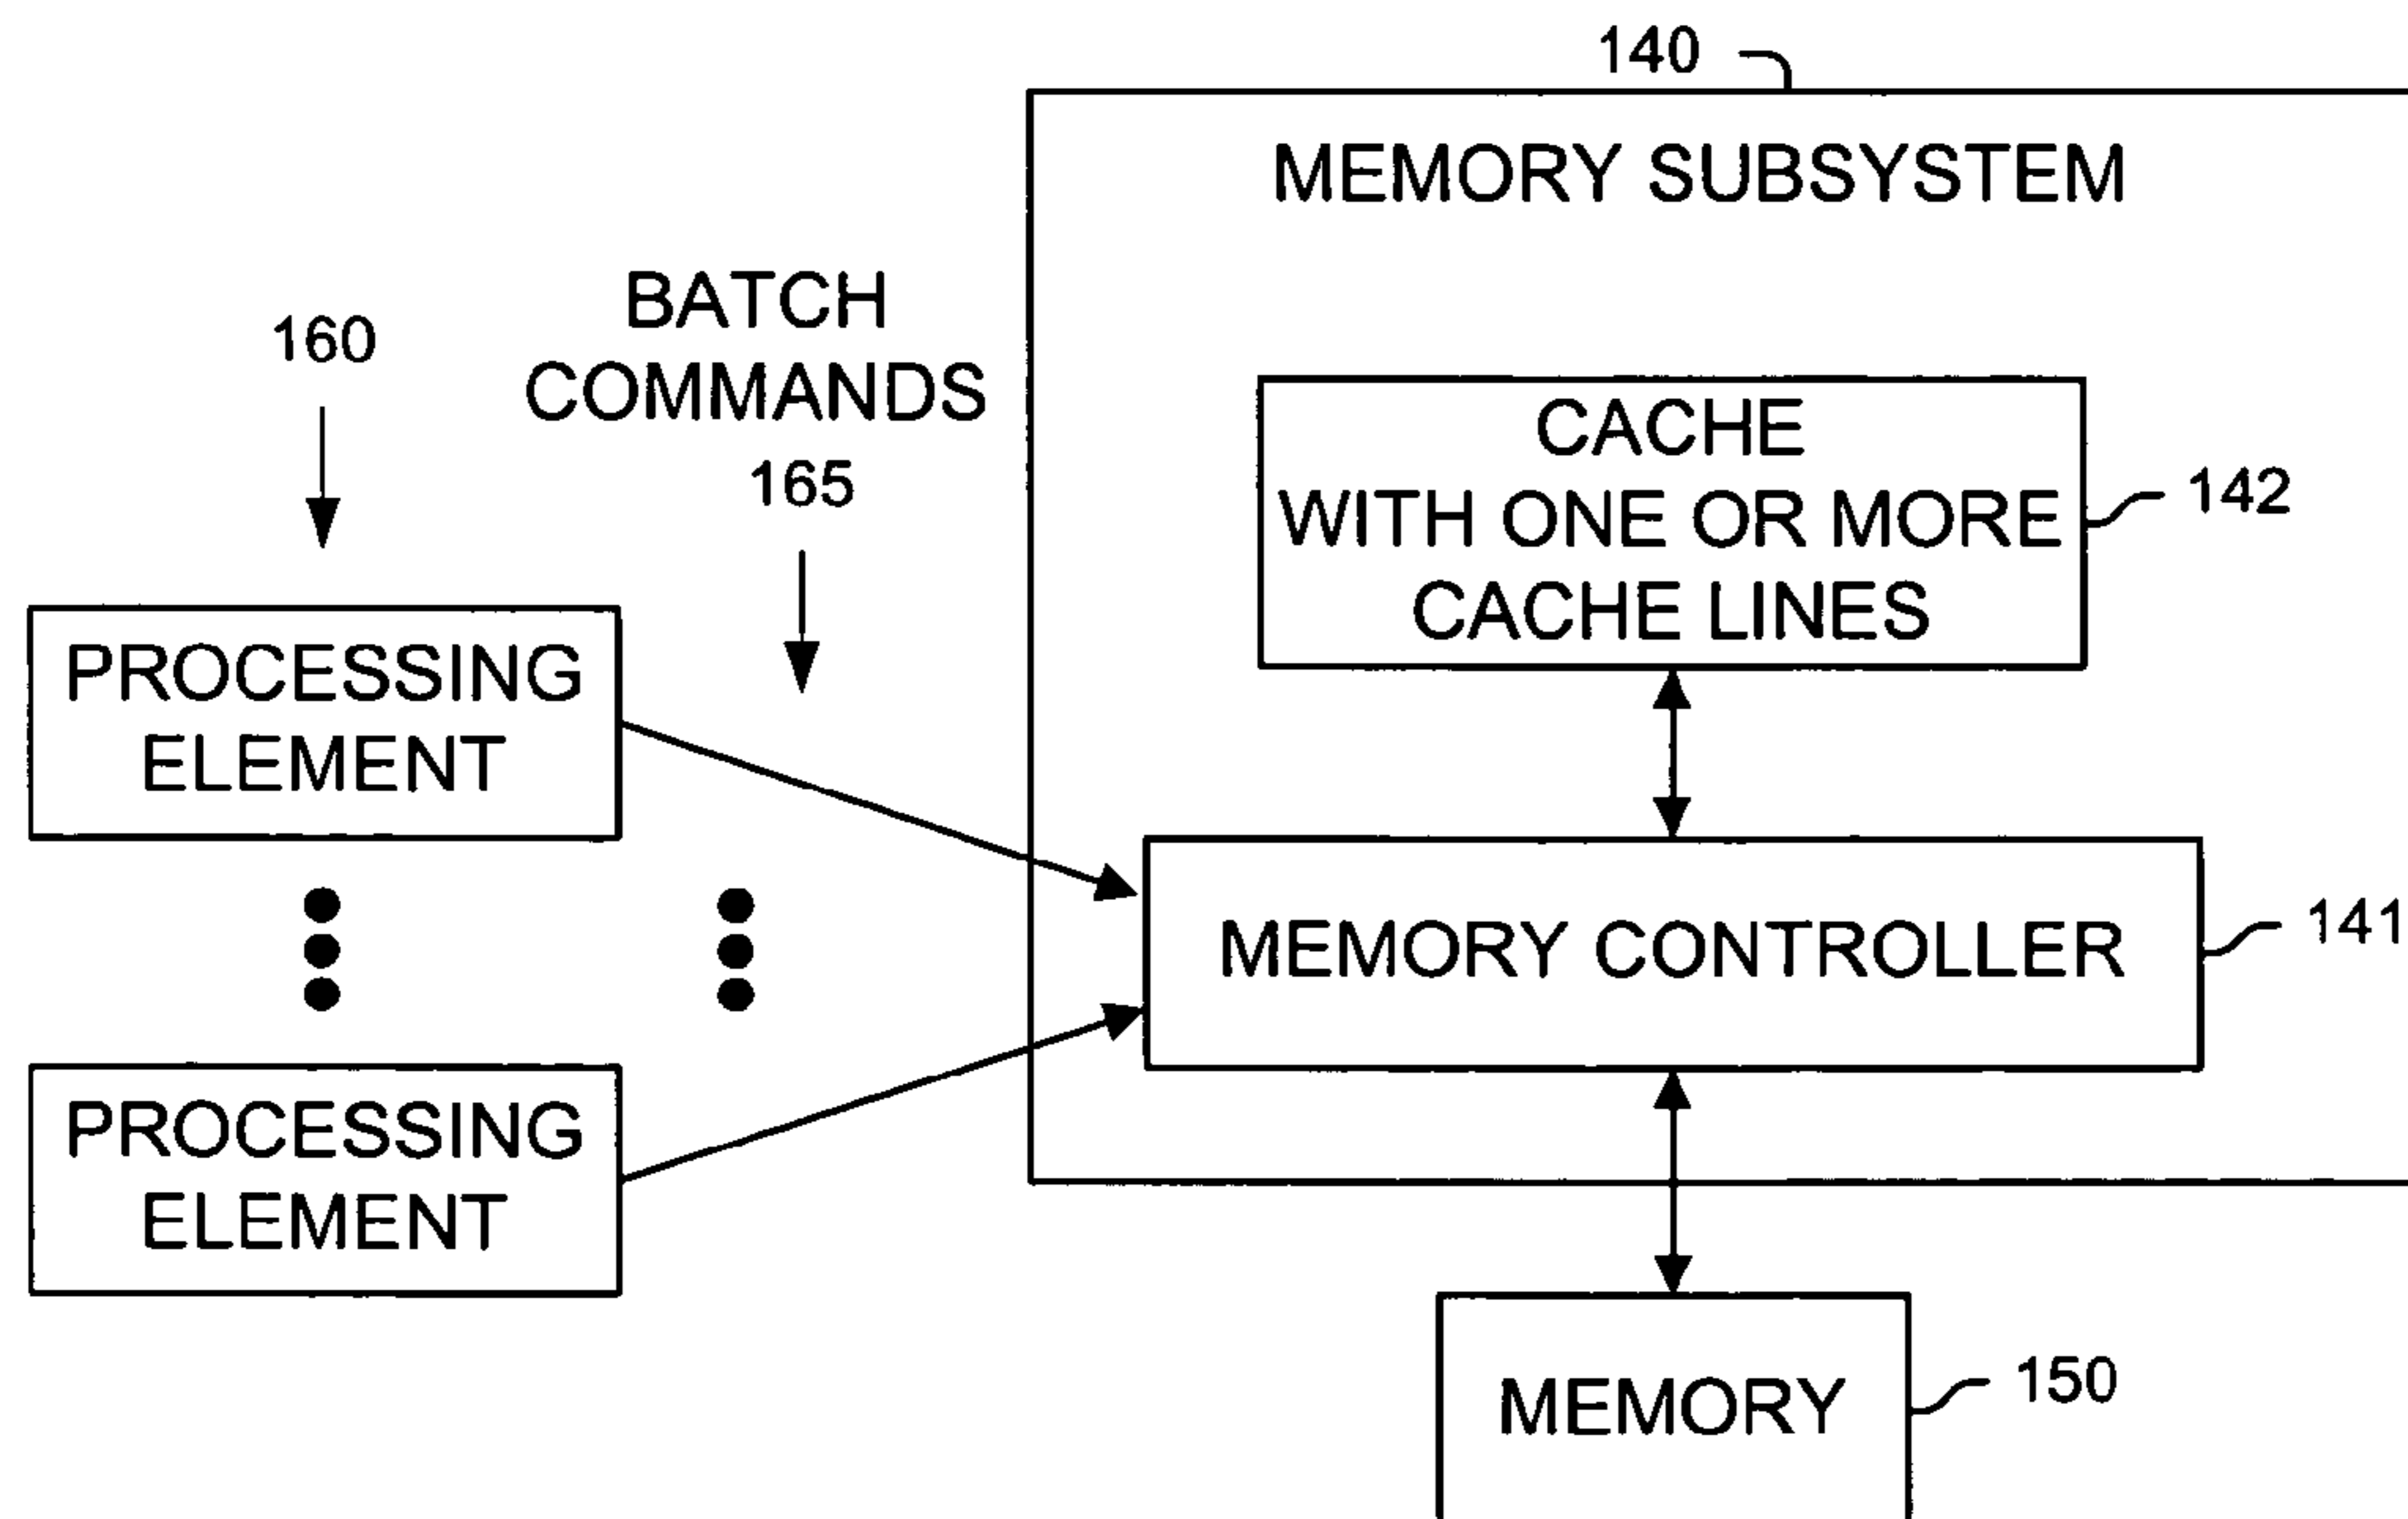 140
MEMORY SUBSYSTEM
160
BATCH
COMMANDS
165
CACHE
WITH ONE OR MORE
CACHE LINES
142
PROCESSING
ELEMENT
MEMORY CONTROLLER
141
PROCESSING
ELEMENT
MEMORY
150